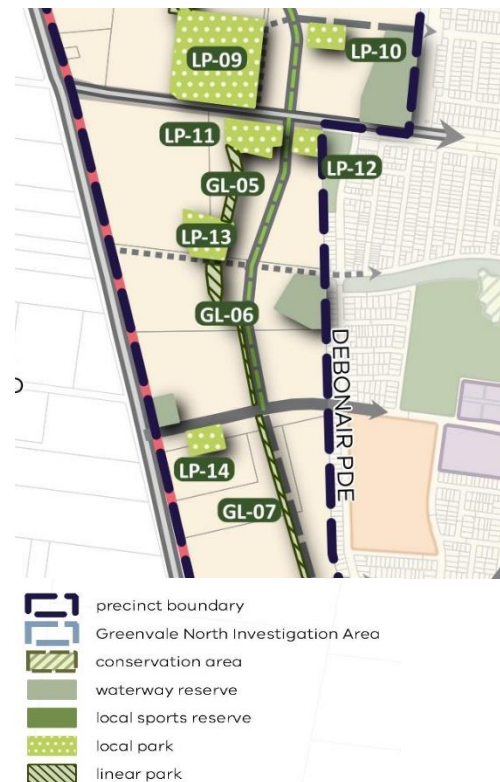 LP-09
LP-10
LP-11
LP-12
GL-05
LP-13
GL-06
DEBONAIR PDE
LP-14
GL-07
precinct boundary
Greenvale North Investigation Area
conservation area
waterway reserve
local sports reserve
local park
linear park